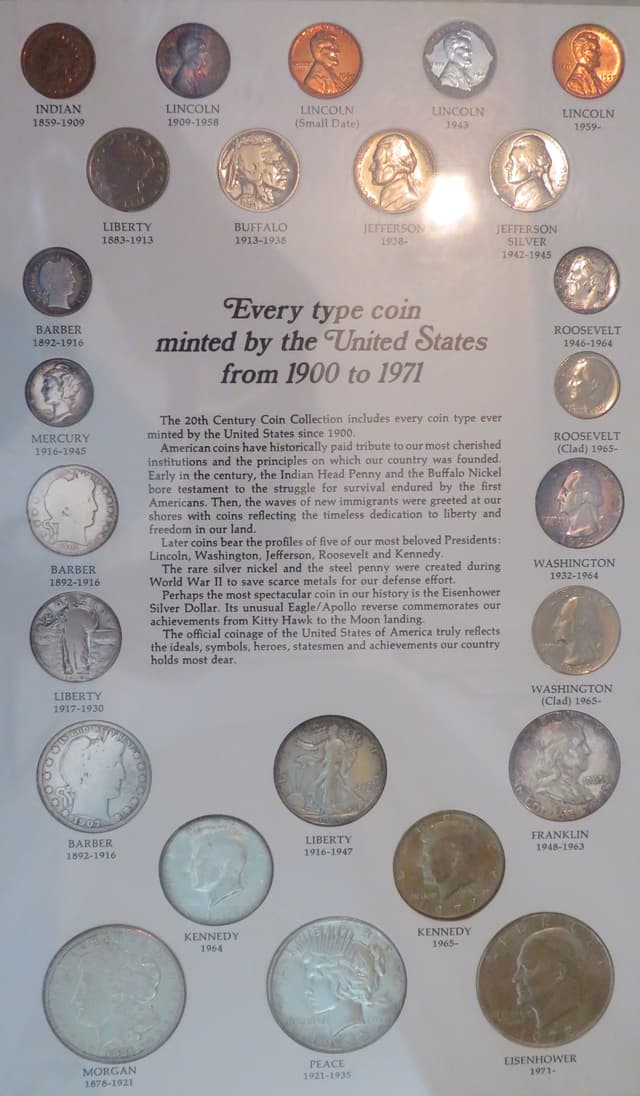 INDIAN
1859-1909
LINCOLN
1909-1958
LINCOLN
(Small Date)
LINCOLN
1943
LINCOLN
1959-
LIBERTY
1883-1913
BUFFALO
1913-1938
JEFFERSON
1938-
JEFFERSON
SILVER
1942-1945
BARBER
1892-1916
ROOSEVELT
1946-1964
MERCURY
1916-1945
ROOSEVELT
(Clad) 1965-
Every type coin
minted by the United States
from 1900 to 1971
The 20th Century Coin Collection includes every coin type ever
minted by the United States since 1900.
American coins have historically paid tribute to our most cherished
institutions and the principles on which our country was founded.
Early in the century, the Indian Head Penny and the Buffalo Nickel
bore testament to the struggle for survival endured by the first
Americans. Then, the waves of new immigrants were greeted at our
shores with coins reflecting the timeless dedication to liberty and
freedom in our land.
Later coins bear the profiles of five of our most beloved Presidents:
Lincoln, Washington, Jefferson, Roosevelt and Kennedy.
The rare silver nickel and the steel penny were created during
World War II to save scarce metals for our defense effort.
Perhaps the most spectacular coin in our history is the Eisenhower
Silver Dollar. Its unusual Eagle/Apollo reverse commemorates our
achievements from Kitty Hawk to the Moon landing.
The official coinage of the United States of America truly reflects
the ideals, symbols, heroes, statesmen and achievements our country
holds most dear.
BARBER
1892-1916
WASHINGTON
1932-1964
LIBERTY
1917-1930
WASHINGTON
(Clad) 1965-
1907
BARBER
1892-1916
LIBERTY
1916-1947
FRANKLIN
1948-1963
KENNEDY
1964
KENNEDY
1965-
MORGAN
1878-1921
PEACE
1921-1935
EISENHOWER
1971-